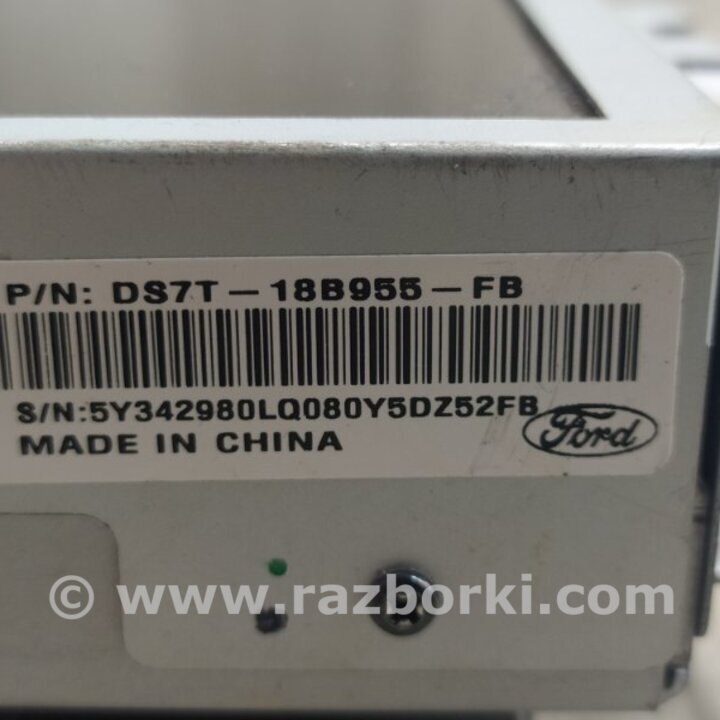 P/N: DS7T-18B955-FB
S/N:5Y342980LQ080Y5DZ52FB
MADE IN CHINA
Ford
© www.razborki.com